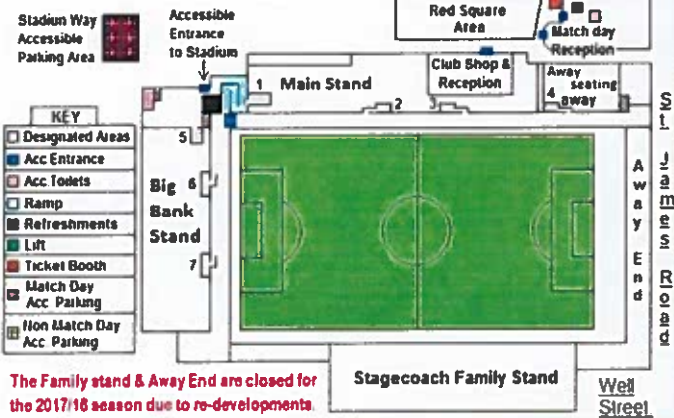 Stadium Way
Accessible
Parking Area
Accessible
Entrance
to Stadium
Red Square
Area
Match day
Reception
Club Shop &
Reception
Away
seating
4 away
1
Main Stand
2
3
KEY
Designated Areas
Acc Entrance
Acc Toilets
Ramp
Refreshments
Lift
Ticket Booth
Match Day
Acc Parking
Non Match Day
Acc Parking
5
Big
Bank
Stand
6
7
Away End
St James Road
Stagecoach Family Stand
Well
Street
The Family stand & Away End are closed for
the 2017/18 season due to re-developments.